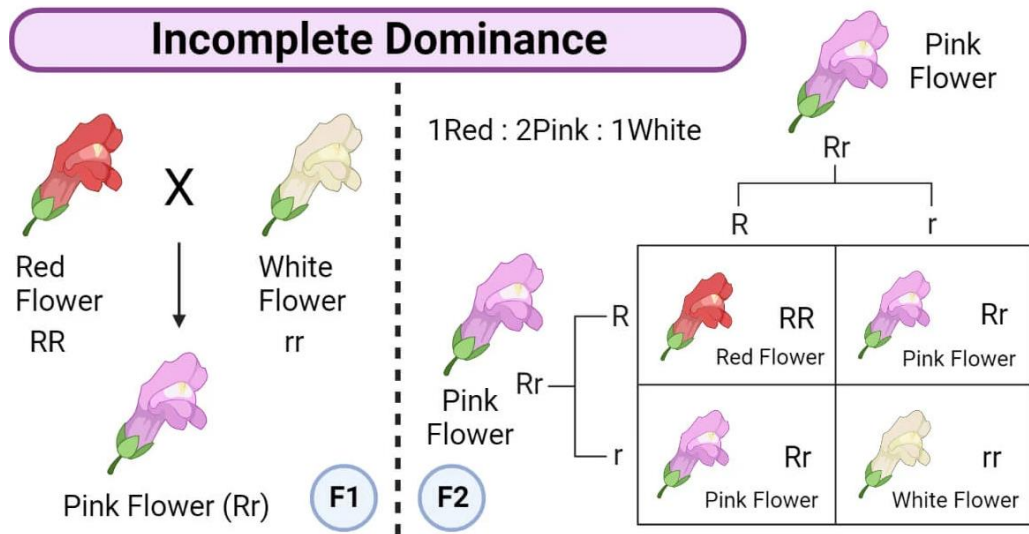 Incomplete Dominance
X
Red
Flower
RR
White
Flower
rr
Pink Flower (Rr)
F1
1Red : 2Pink : 1White
Pink
Flower
Rr
R
r
Pink
Flower
Rr
R
r
RR
Red Flower
Rr
Pink Flower
Rr
Pink Flower
rr
White Flower
F2